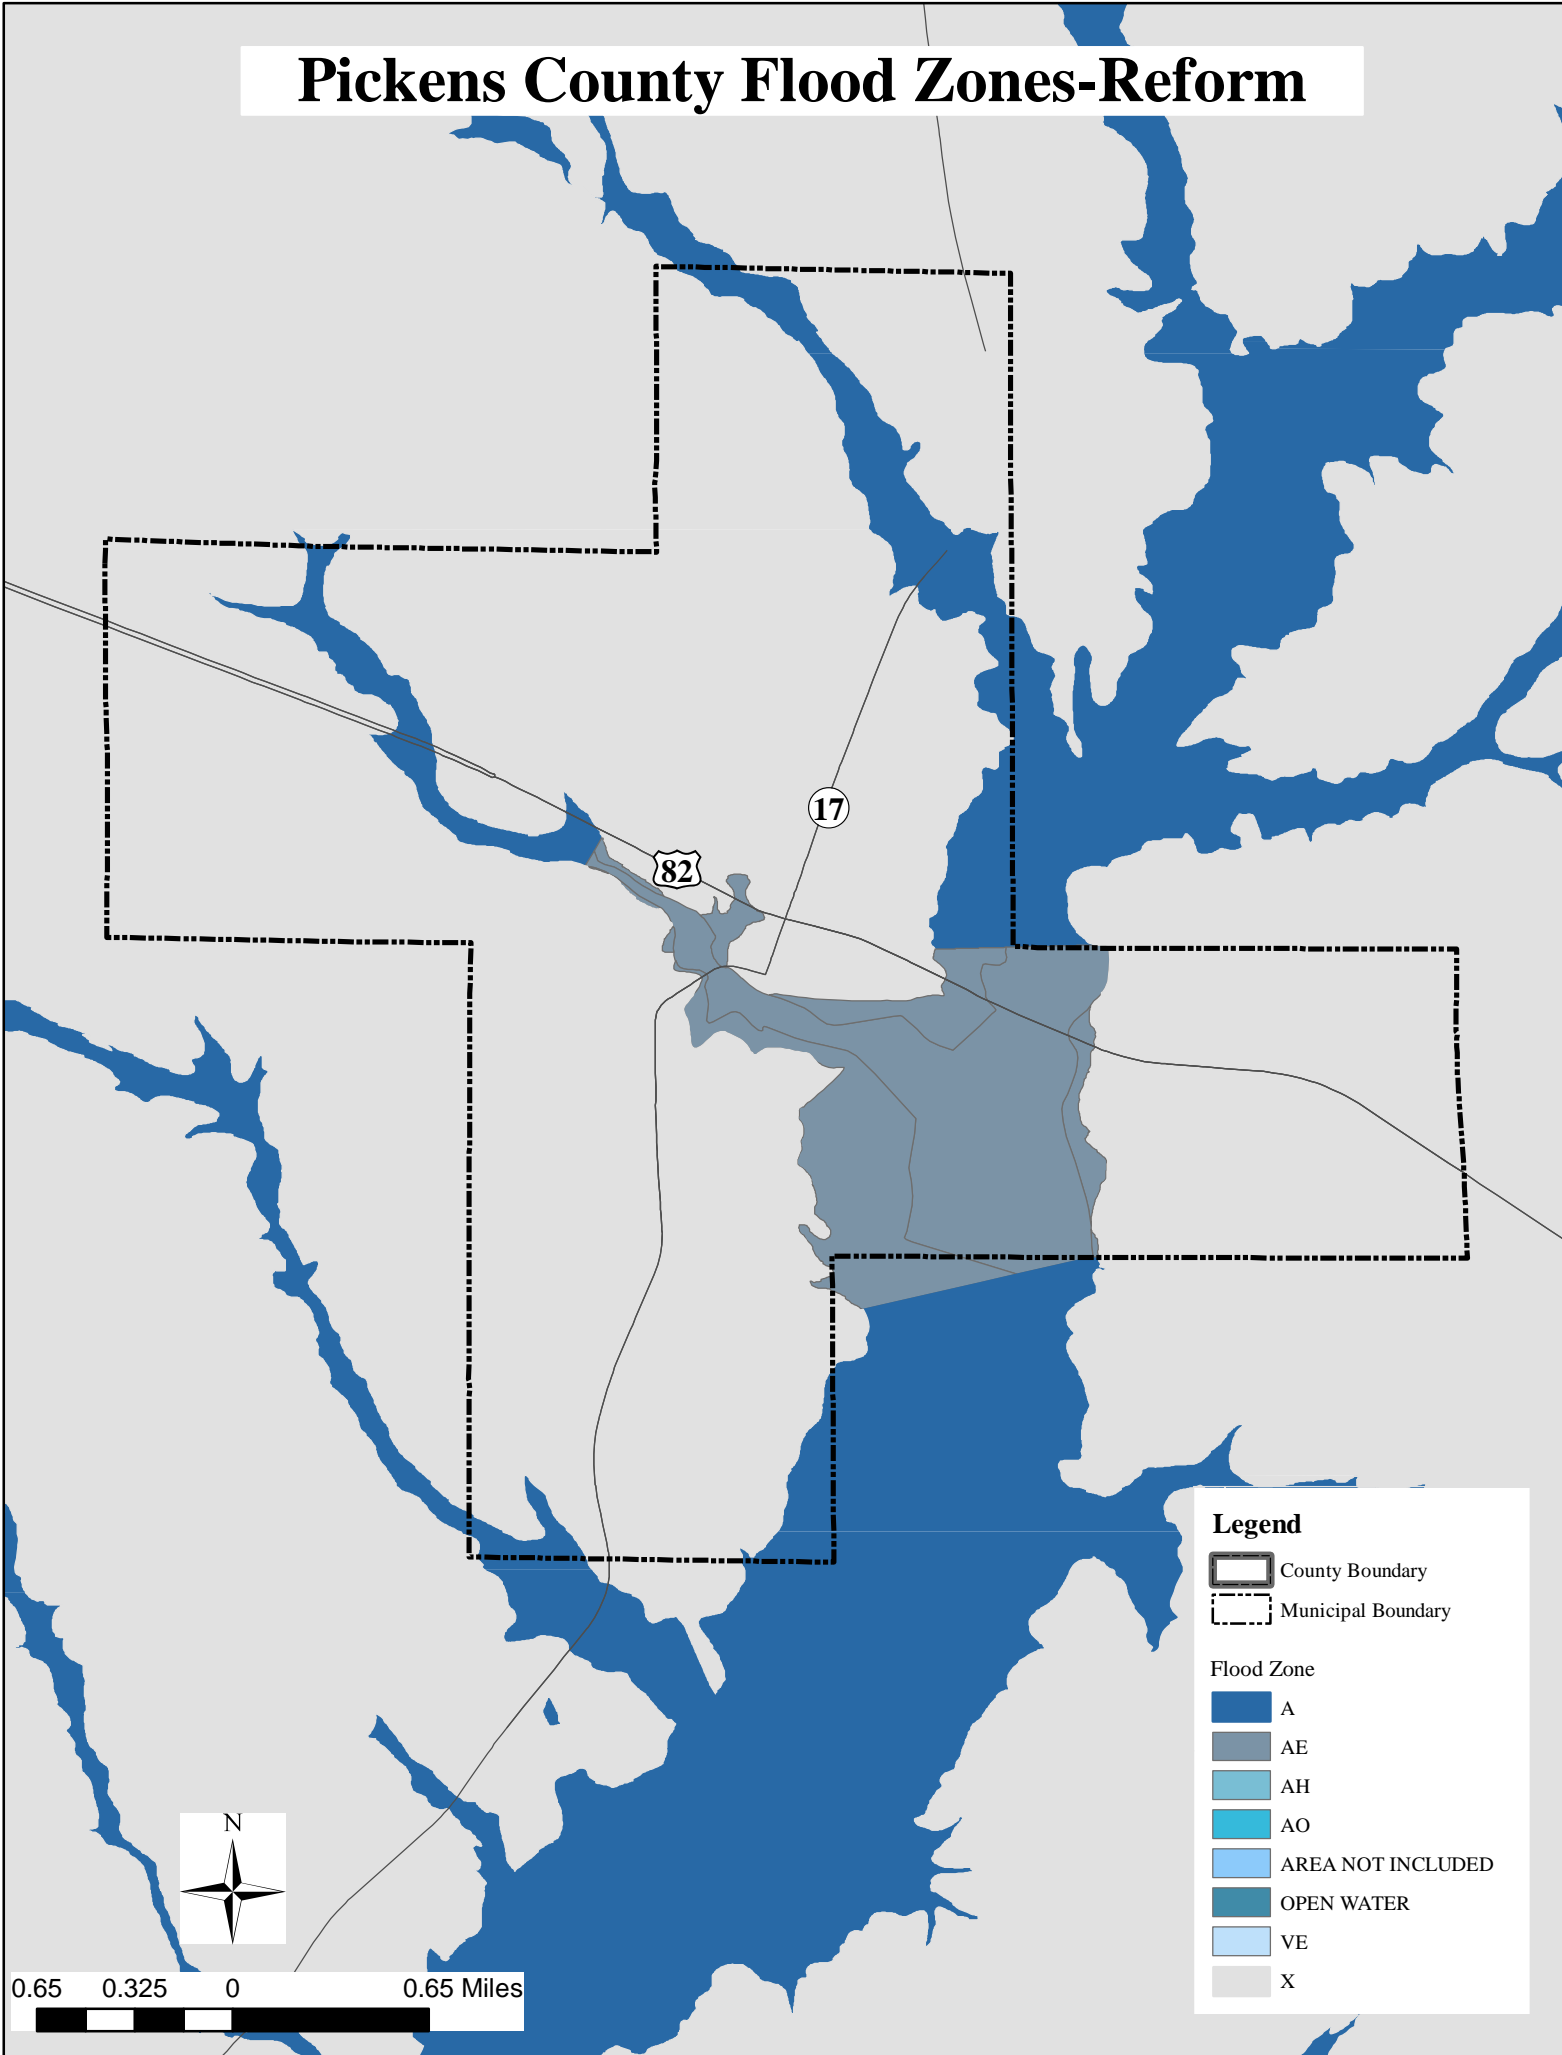 Pickens County Flood Zones-Reform
17
82
Legend
County Boundary
Municipal Boundary
Flood Zone
A
AE
AH
AO
AREA NOT INCLUDED
OPEN WATER
VE
X
N
0.65 0.325 0 0.65 Miles